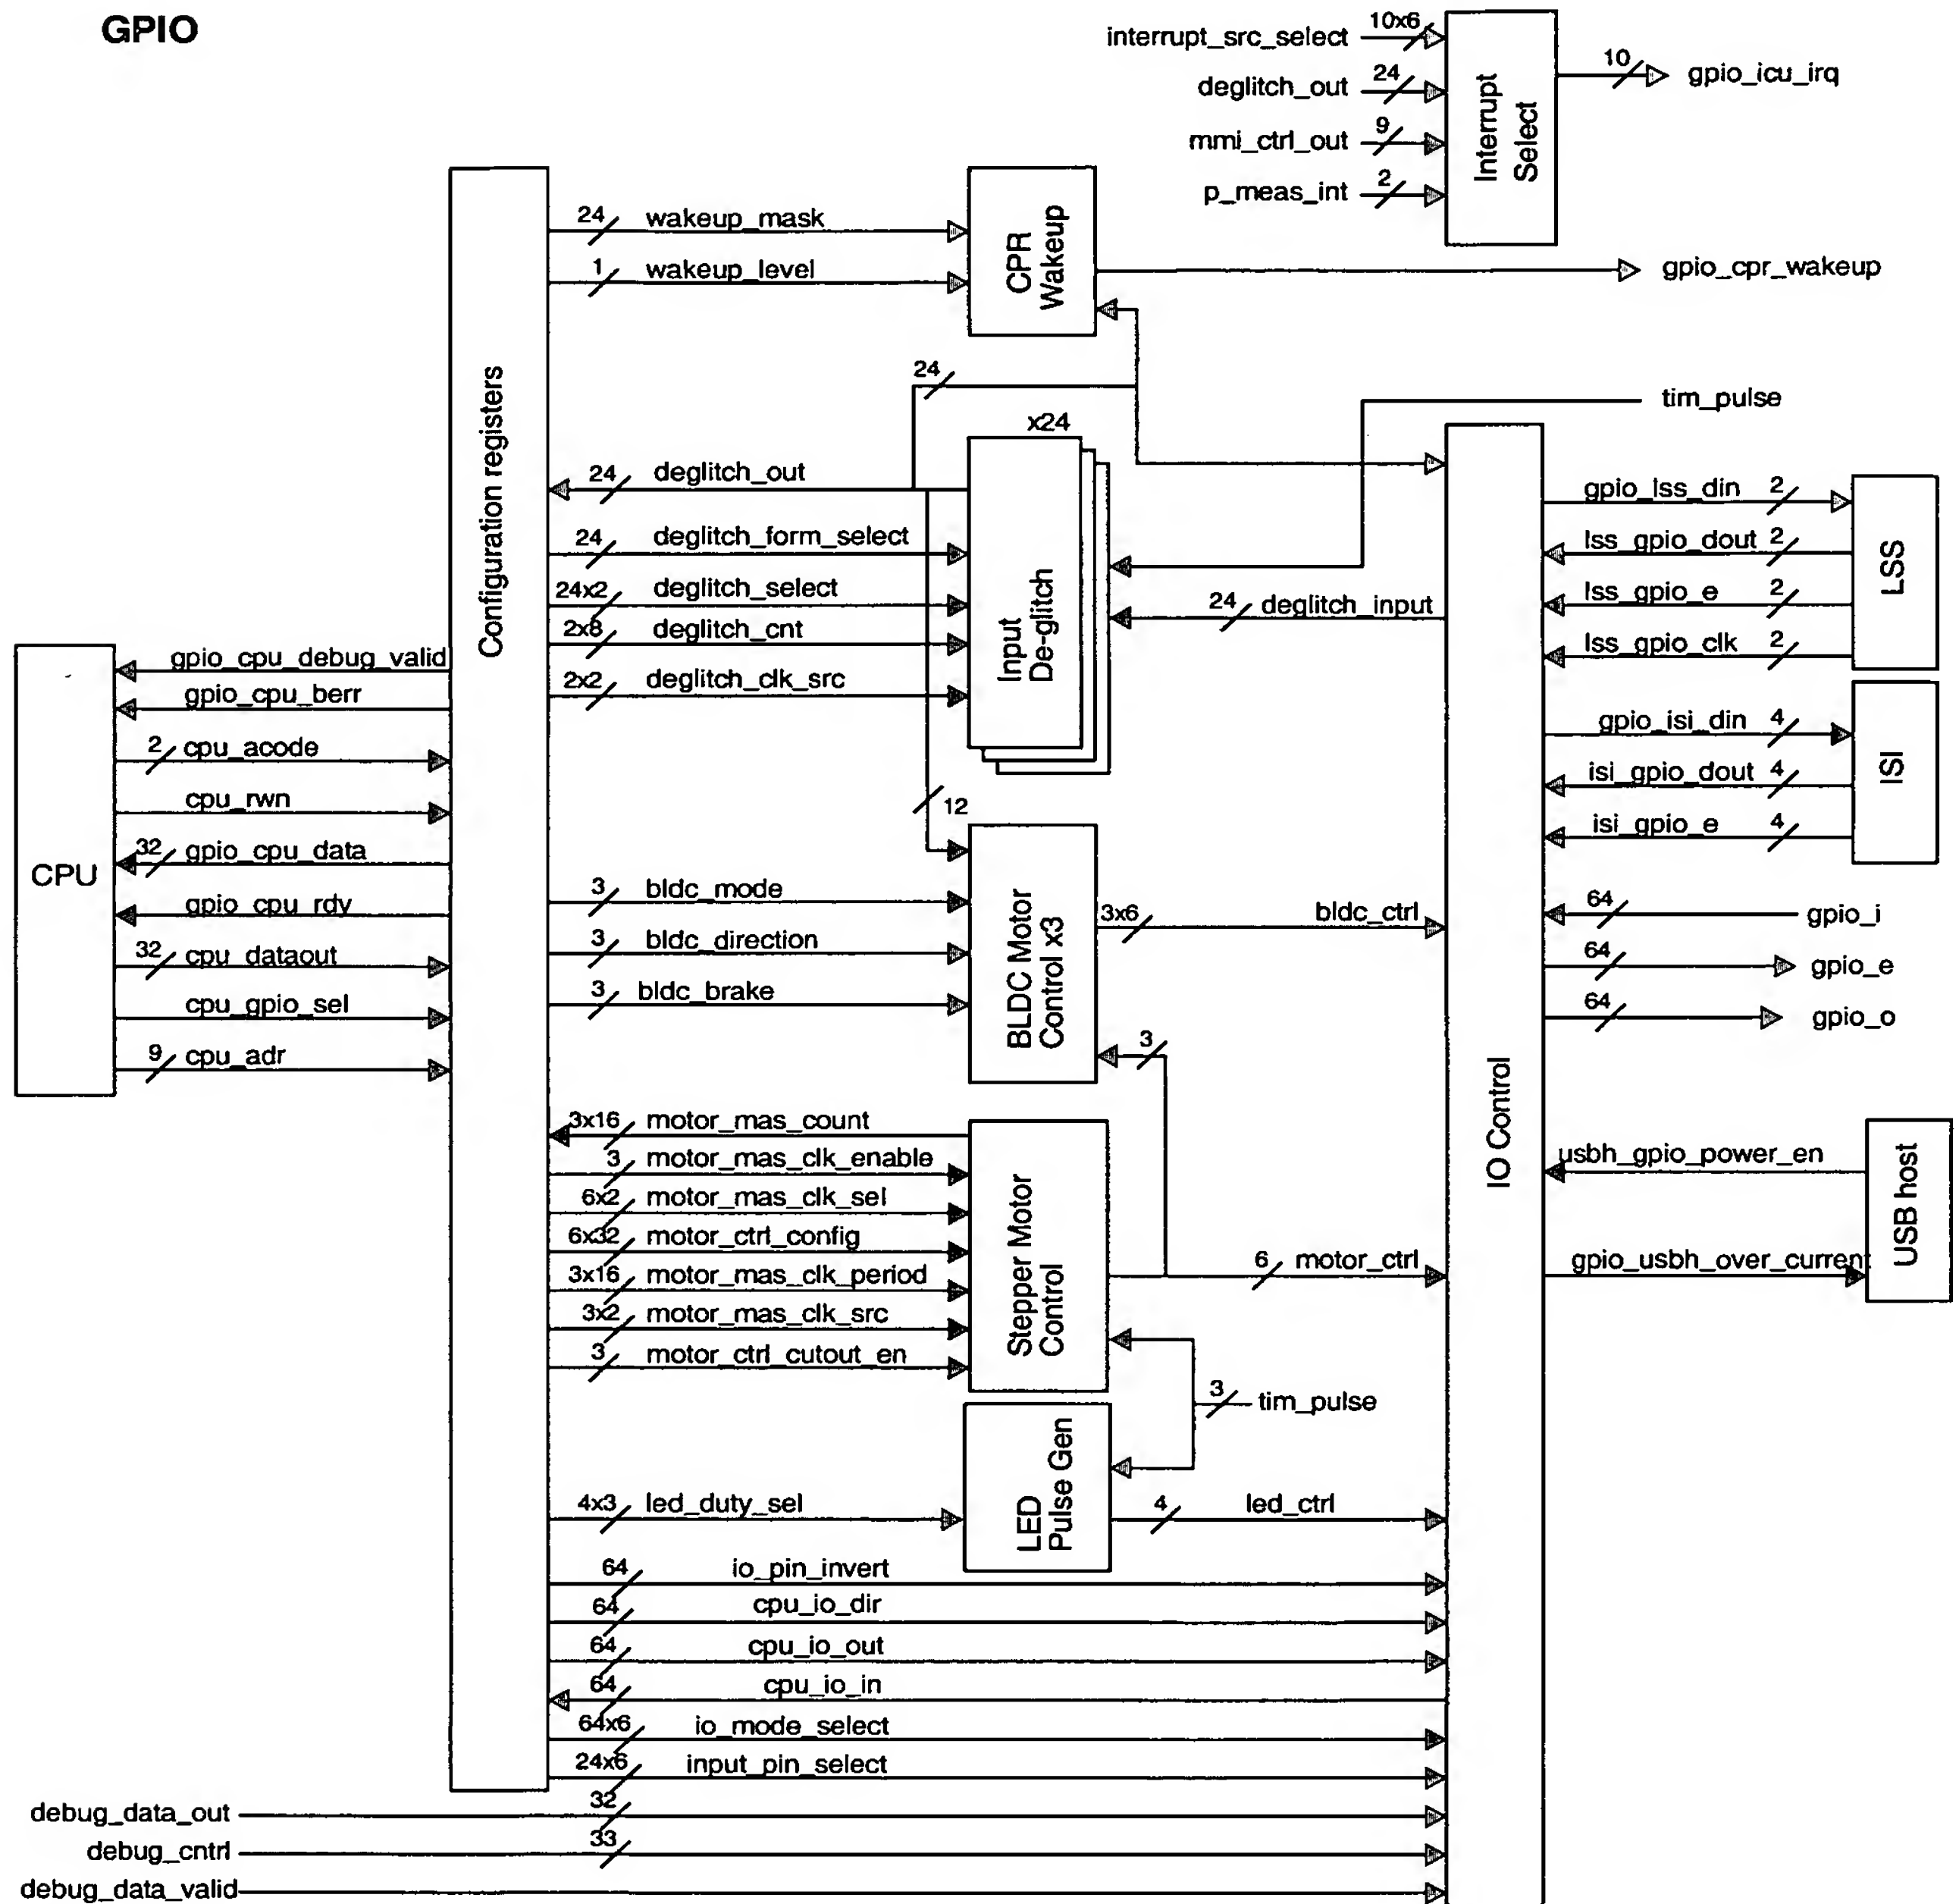 GPIO
interrupt_src_select 10x6
deglitch_out 24
mmi_ctrl_out 9
p_meas_int 2
Interrupt
Select
10 gpio_icu_irq
24 wakeup_mask
1 wakeup_level
CPR
Wakeup
gpio_cpr_wakeup
Configuration registers
24
tim_pulse
x24
24 deglitch_out
24 deglitch_form_select
24x2 deglitch_select
2x8 deglitch_cnt
2x2 deglitch_clk_src
Input
De-glitch
24 deglitch_input
12
gpio_lss_din 2
lss_gpio_dout 2
lss_gpio_e 2
lss_gpio_clk 2
LSS
gpio_isi_din 4
isi_gpio_dout 4
isi_gpio_e 4
ISI
CPU
gpio_cpu_debug_valid
gpio_cpu_berr
2 cpu_acode
cpu_rwn
32 gpio_cpu_data
gpio_cpu_rdy
32 cpu_dataout
cpu_gpio_sel
9 cpu_adr
3 bldc_mode
3 bldc_direction
3 bldc_brake
BLDC Motor
Control x3
3x6 bldc_ctrl
3
64 gpio_i
64 gpio_e
64 gpio_o
IO Control
3x16 motor_mas_count
3 motor_mas_clk_enable
6x2 motor_mas_clk_sel
6x32 motor_ctrl_config
3x16 motor_mas_clk_period
3x2 motor_mas_clk_src
3 motor_ctrl_cutout_en
Stepper Motor
Control
6 motor_ctrl
usbh_gpio_power_en
gpio_usbh_over_current
USB host
3 tim_pulse
4x3 led_duty_sel
LED
Pulse Gen
4 led_ctrl
64 io_pin_invert
64 cpu_io_dir
64 cpu_io_out
64 cpu_io_in
64x6 io_mode_select
24x6 input_pin_select
debug_data_out 32
debug_cntrl 33
debug_data_valid